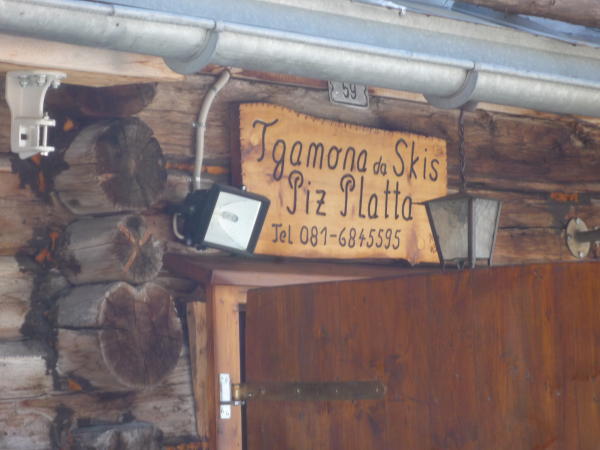 59
Tgamona da Skis
Piz Platta
Tel 081-6845595